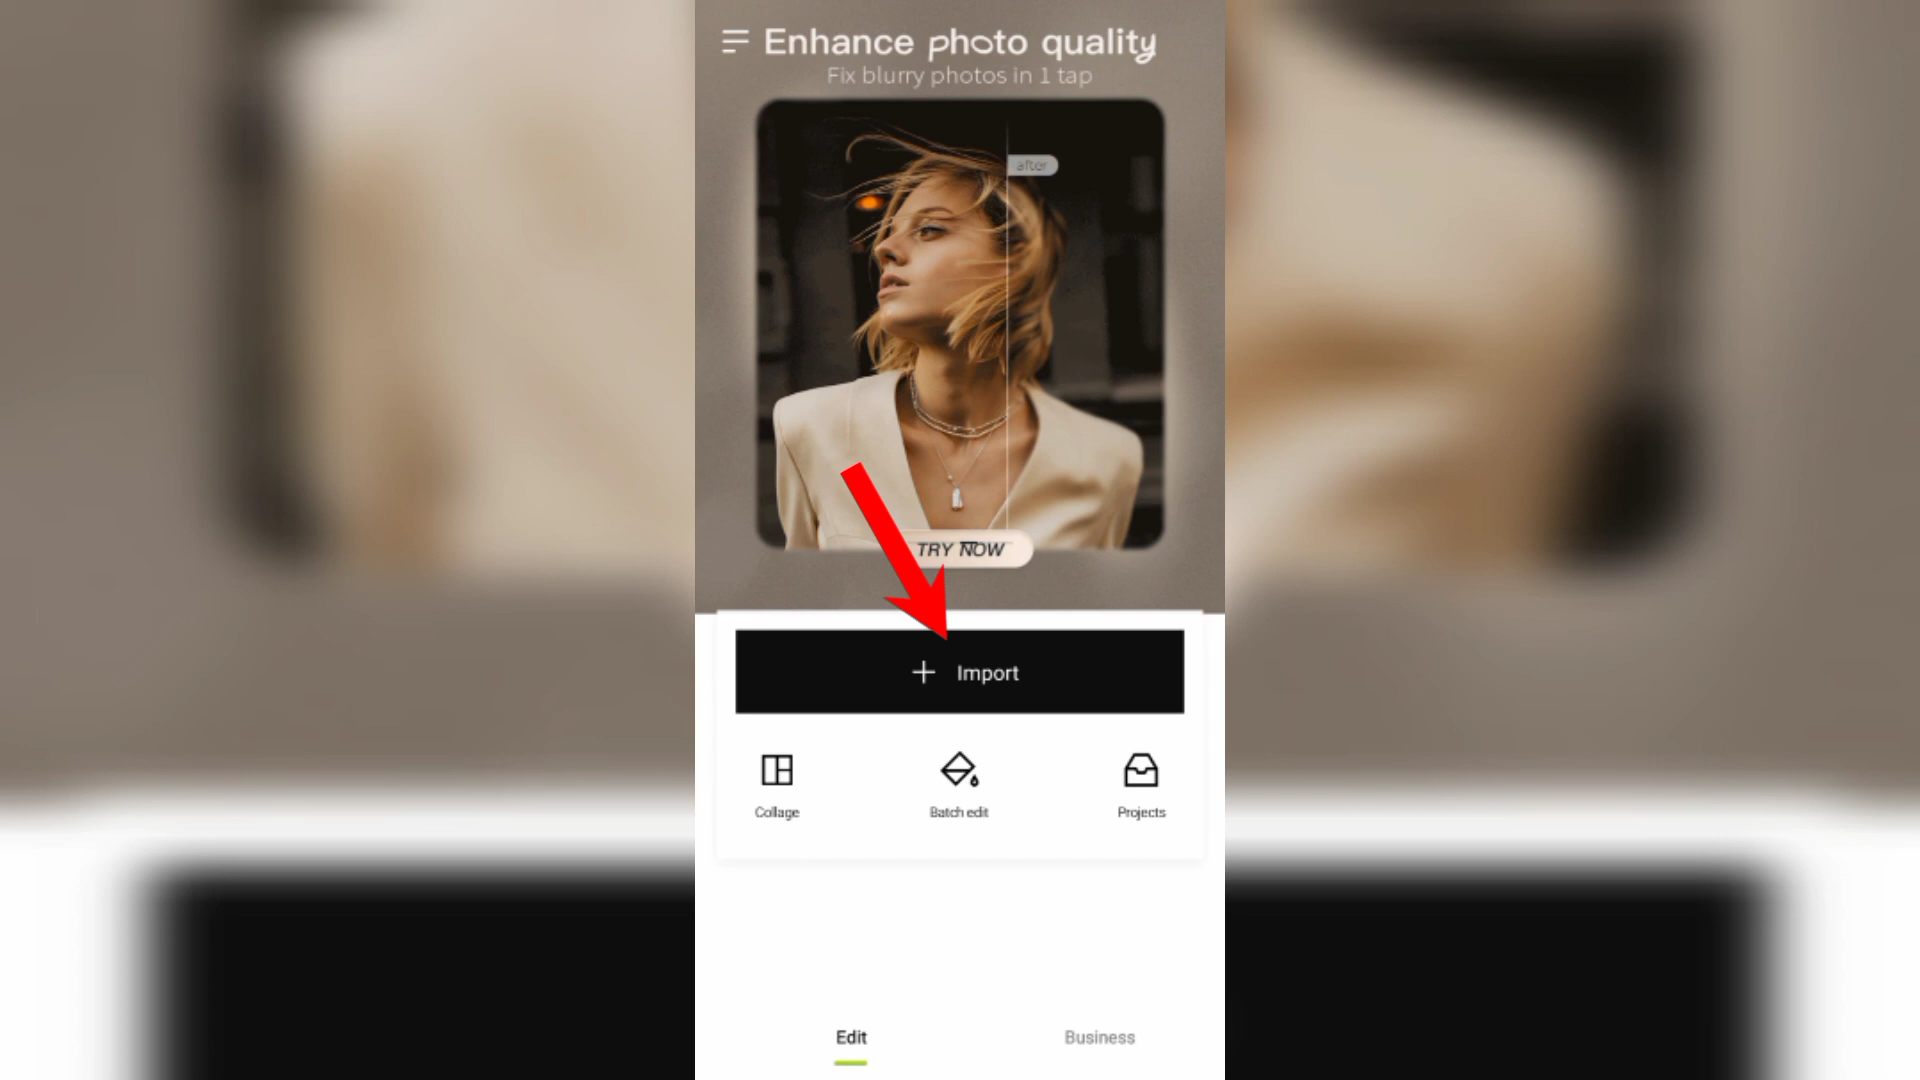 Enhance photo quality
Fix blurry photos in 1 tap
after
TRY NOW
Import
Collage
Batch edit
Projects
Edit
Business